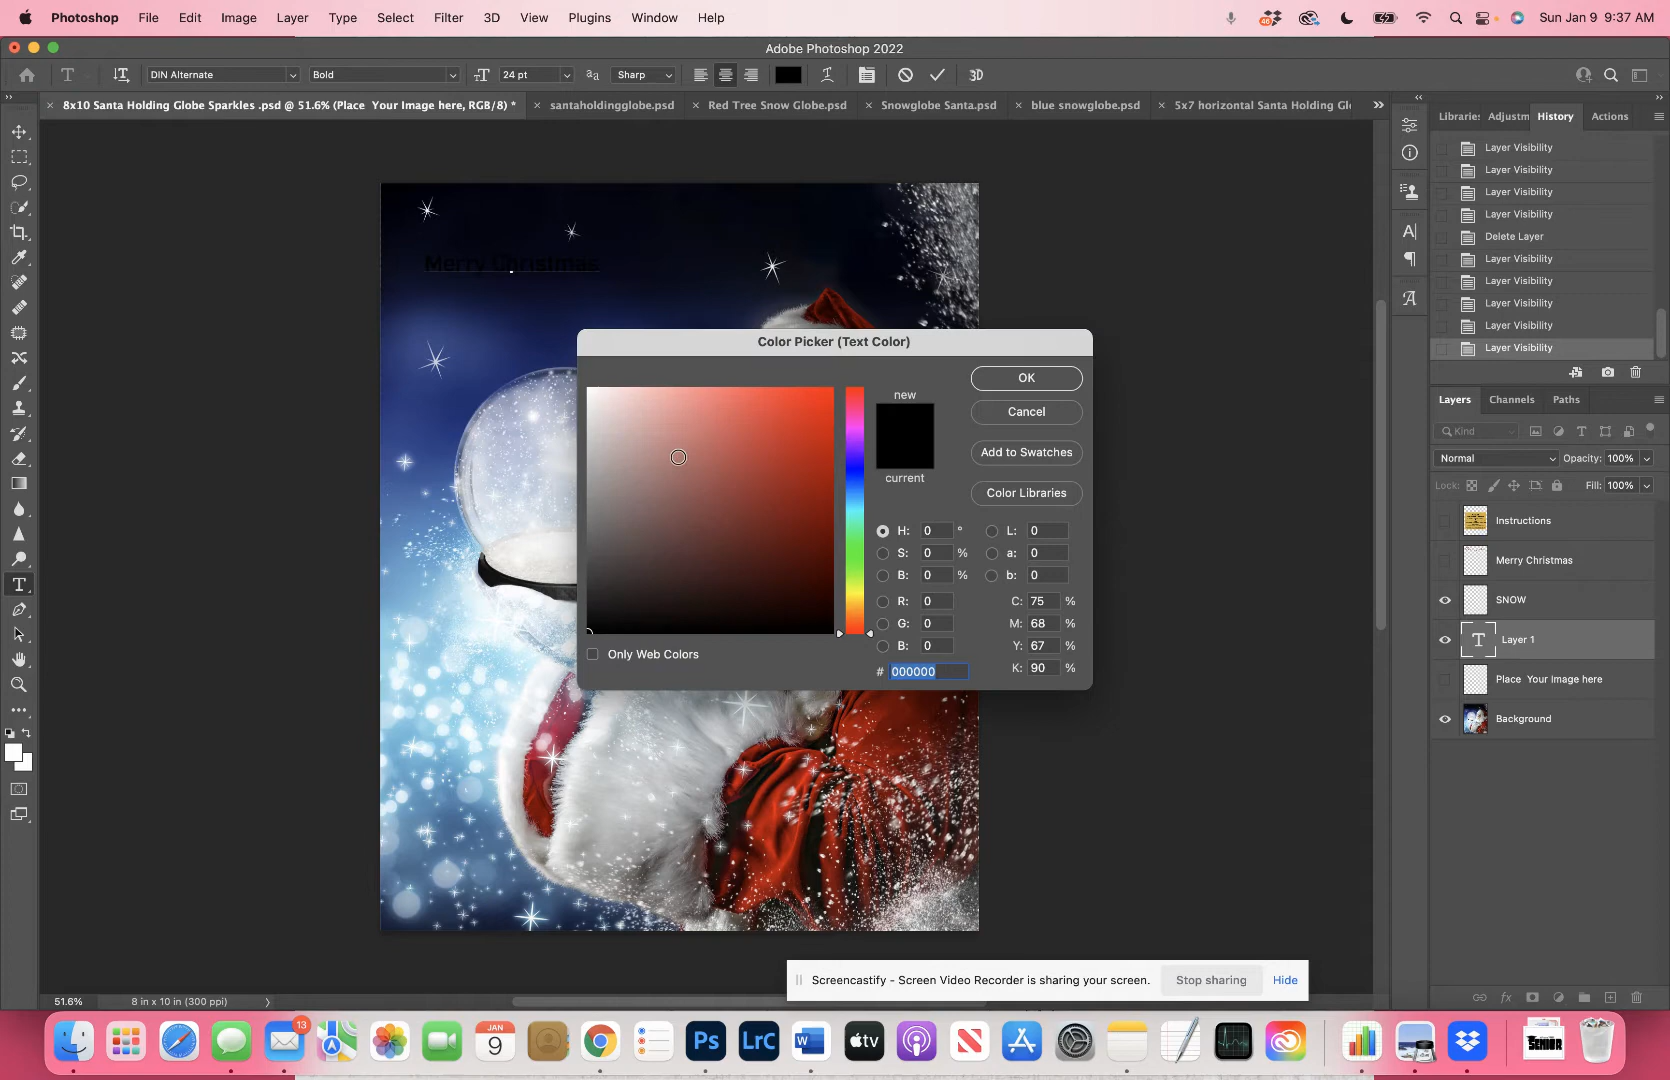 Photoshop File Edit Image Layer Type Select Filter 3D View Plugins Window Help 46 Sun Jan 9 9:37 AM
Adobe Photoshop 2022
DIN Alternate Bold 24 pt Sharp 3D
8x10 Santa Holding Globe Sparkles .psd @ 51.6% (Place Your Image here, RGB/8) * santaholdingglobe.psd Red Tree Snow Globe.psd Snowglobe Santa.psd blue snowglobe.psd 5x7 horizontal Santa Holding Gl
Libraries Adjustm History Actions
Layer Visibility
Layer Visibility
Layer Visibility
Layer Visibility
Delete Layer
Layer Visibility
Layer Visibility
Layer Visibility
Layer Visibility
Layer Visibility
Merry Christmas
Color Picker (Text Color)
new
current
OK
Cancel
Add to Swatches
Color Libraries
H: 0 ° L: 0
S: 0 % a: 0
B: 0 % b: 0
R: 0 C: 75 %
G: 0 M: 68 %
B: 0 Y: 67 %
# 000000 K: 90 %
Only Web Colors
Layers Channels Paths
Kind
Normal Opacity: 100%
Lock: Fill: 100%
Instructions
Merry Christmas
SNOW
Layer 1
Place Your Image here
Background
Screencastify - Screen Video Recorder is sharing your screen. Stop sharing Hide
51.6% 8 in x 10 in (300 ppi)
13
JAN
9
Ps
LrC
W
tv
SENIOR